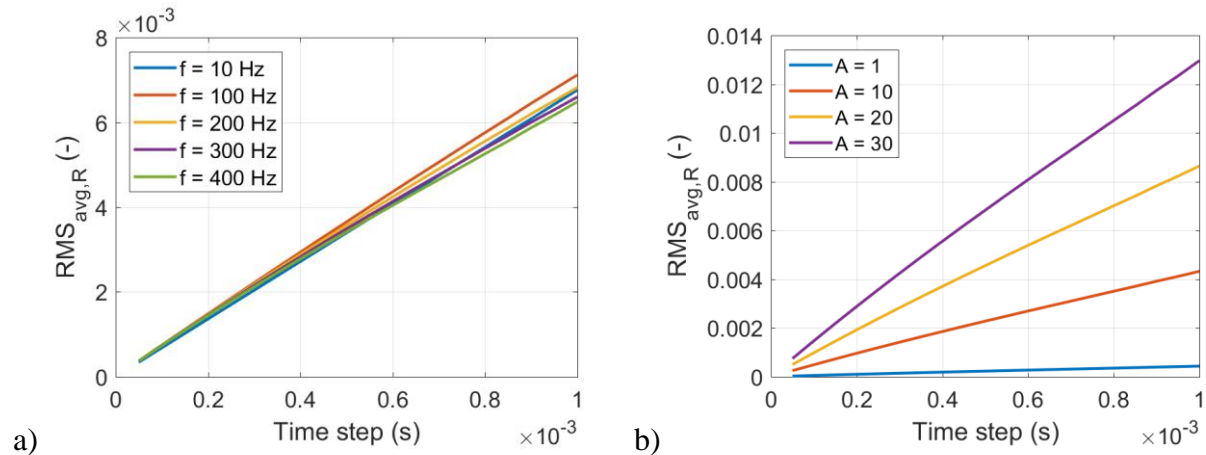 ×10⁻³
8
6
4
2
0
RMS_avg,R (-)
f = 10 Hz
f = 100 Hz
f = 200 Hz
f = 300 Hz
f = 400 Hz
0 0.2 0.4 0.6 0.8 1
Time step (s) ×10⁻³
a)
0.014
0.012
0.01
0.008
0.006
0.004
0.002
0
RMS_avg,R (-)
A = 1
A = 10
A = 20
A = 30
0 0.2 0.4 0.6 0.8 1
Time step (s) ×10⁻³
b)